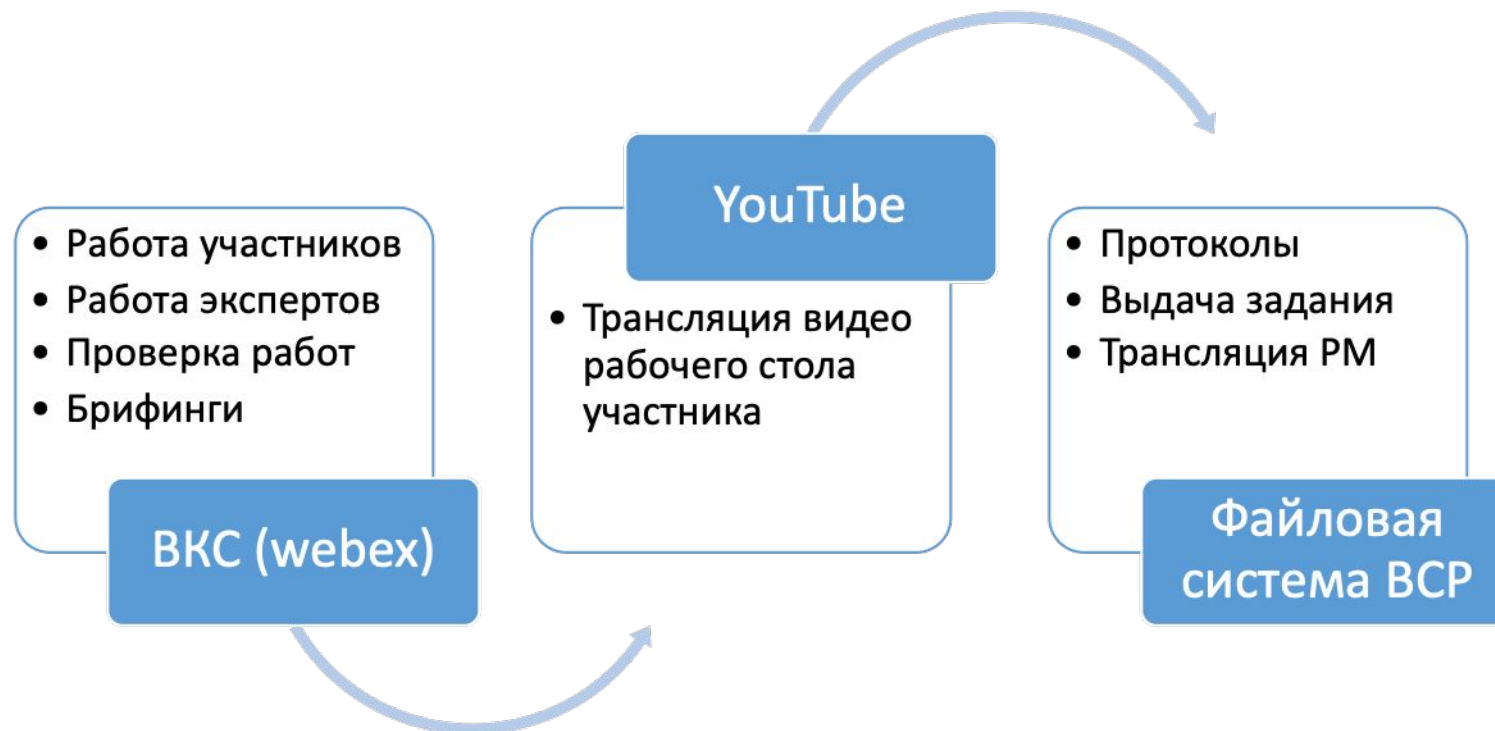 • Работа участников
• Работа экспертов
• Проверка работ
• Брифинги
ВКС (webex)
YouTube
• Трансляция видео
рабочего стола
участника
• Протоколы
• Выдача задания
• Трансляция РМ
Файловая
система ВСР